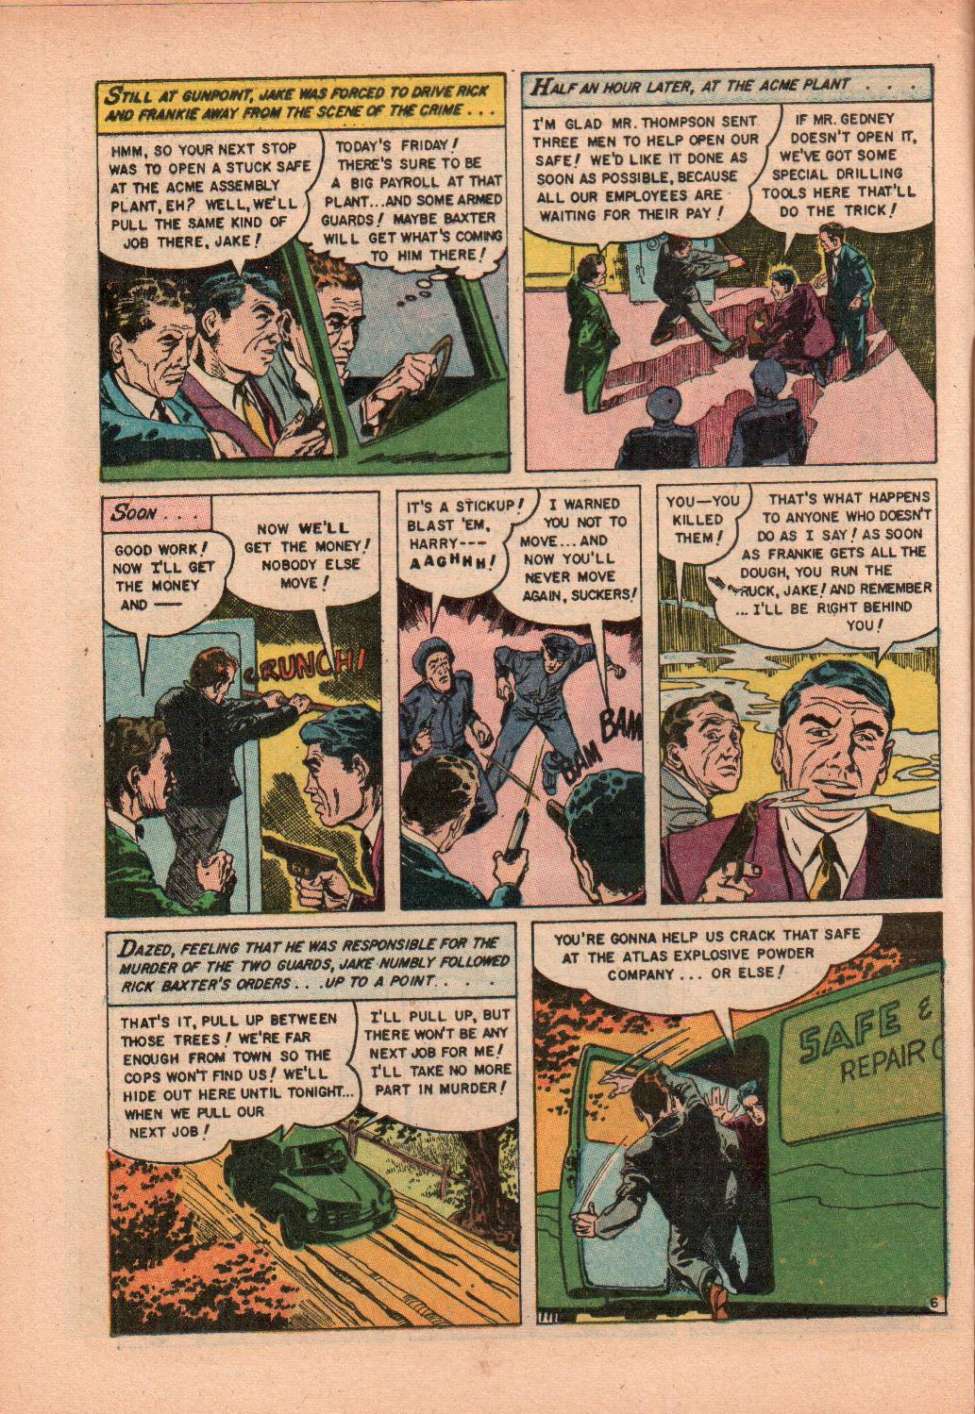 STILL AT GUNPOINT, JAKE WAS FORCED TO DRIVE RICK
AND FRANKIE AWAY FROM THE SCENE OF THE CRIME . . .
HMM, SO YOUR NEXT STOP
WAS TO OPEN A STUCK SAFE
AT THE ACME ASSEMBLY
PLANT, EH? WELL, WE'LL
PULL THE SAME KIND OF
JOB THERE, JAKE!
TODAY'S FRIDAY!
THERE'S SURE TO BE
A BIG PAYROLL AT THAT
PLANT...AND SOME ARMED
GUARDS! MAYBE BAXTER
WILL GET WHAT'S COMING
TO HIM THERE!
HALF AN HOUR LATER, AT THE ACME PLANT . . . .
I'M GLAD MR. THOMPSON SENT
THREE MEN TO HELP OPEN OUR
SAFE! WE'D LIKE IT DONE AS
SOON AS POSSIBLE, BECAUSE
ALL OUR EMPLOYEES ARE
WAITING FOR THEIR PAY!
IF MR. GEDNEY
DOESN'T OPEN IT,
WE'VE GOT SOME
SPECIAL DRILLING
TOOLS HERE THAT'LL
DO THE TRICK!
SOON . . .
GOOD WORK!
NOW I'LL GET
THE MONEY
AND —
NOW WE'LL
GET THE MONEY!
NOBODY ELSE
MOVE!
CRUNCH!
IT'S A STICKUP!
BLAST 'EM,
HARRY---
AAGHHH!
I WARNED
YOU NOT TO
MOVE...AND
NOW YOU'LL
NEVER MOVE
AGAIN, SUCKERS!
BAM
BAM
YOU—YOU
KILLED
THEM!
THAT'S WHAT HAPPENS
TO ANYONE WHO DOESN'T
DO AS I SAY! AS SOON
AS FRANKIE GETS ALL THE
DOUGH, YOU RUN THE
RUCK, JAKE! AND REMEMBER
...I'LL BE RIGHT BEHIND
YOU!
DAZED, FEELING THAT HE WAS RESPONSIBLE FOR THE
MURDER OF THE TWO GUARDS, JAKE NUMBLY FOLLOWED
RICK BAXTER'S ORDERS . . .UP TO A POINT. . . .
THAT'S IT, PULL UP BETWEEN
THOSE TREES! WE'RE FAR
ENOUGH FROM TOWN SO THE
COPS WON'T FIND US! WE'LL
HIDE OUT HERE UNTIL TONIGHT...
WHEN WE PULL OUR
NEXT JOB!
I'LL PULL UP, BUT
THERE WON'T BE ANY
NEXT JOB FOR ME!
I'LL TAKE NO MORE
PART IN MURDER!
YOU'RE GONNA HELP US CRACK THAT SAFE
AT THE ATLAS EXPLOSIVE POWDER
COMPANY... OR ELSE!
SAFE &
REPAIR C
6